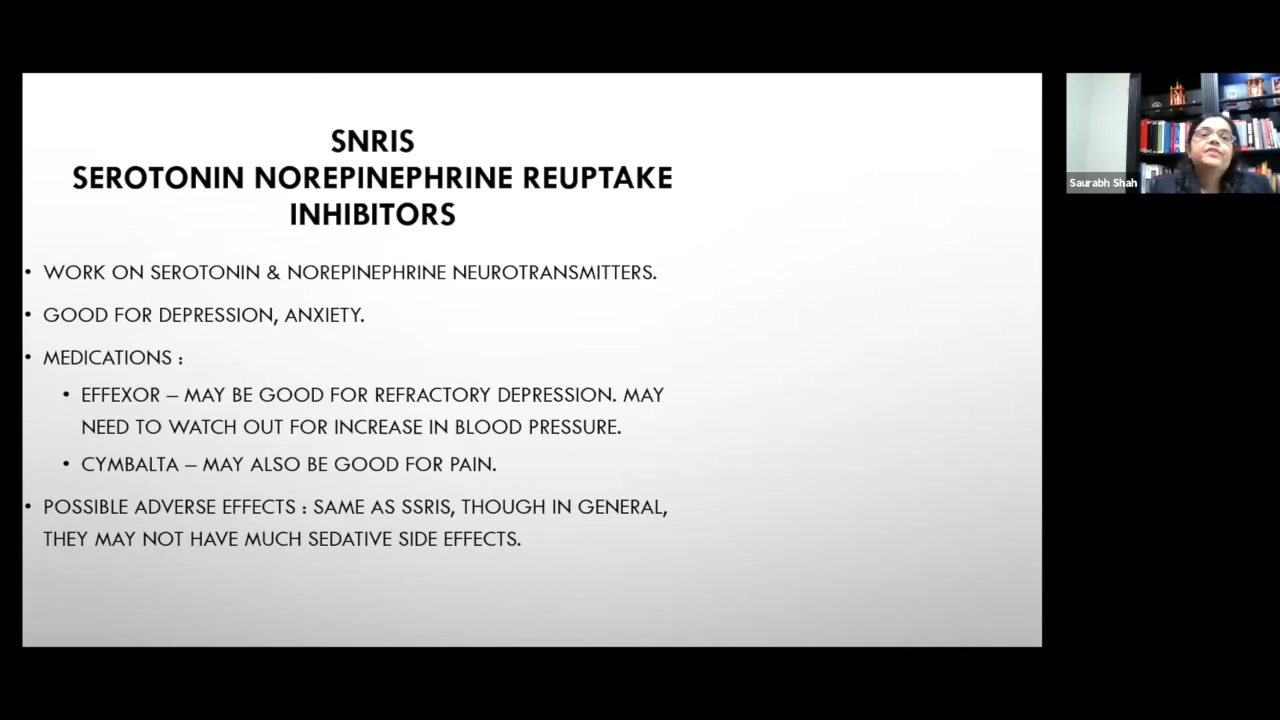 SNRIS
SEROTONIN NOREPINEPHRINE REUPTAKE
INHIBITORS
• WORK ON SEROTONIN & NOREPINEPHRINE NEUROTRANSMITTERS.
• GOOD FOR DEPRESSION, ANXIETY.
• MEDICATIONS :
• EFFEXOR – MAY BE GOOD FOR REFRACTORY DEPRESSION. MAY
NEED TO WATCH OUT FOR INCREASE IN BLOOD PRESSURE.
• CYMBALTA – MAY ALSO BE GOOD FOR PAIN.
• POSSIBLE ADVERSE EFFECTS : SAME AS SSRIS, THOUGH IN GENERAL,
THEY MAY NOT HAVE MUCH SEDATIVE SIDE EFFECTS.
Saurabh Shah